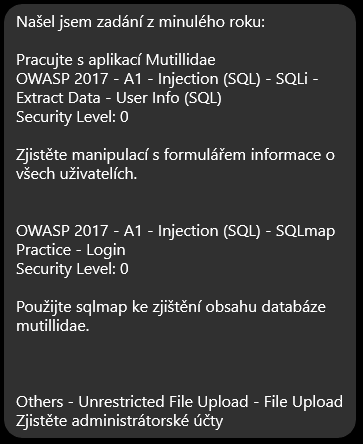 Našel jsem zadání z minulého roku:
Pracujte s aplikací Mutillidae
OWASP 2017 - A1 - Injection (SQL) - SQLi -
Extract Data - User Info (SQL)
Security Level: 0
Zjistěte manipulací s formulářem informace o
všech uživatelích.
OWASP 2017 - A1 - Injection (SQL) - SQLmap
Practice - Login
Security Level: 0
Použijte sqlmap ke zjištění obsahu databáze
mutillidae.
Others - Unrestricted File Upload - File Upload
Zjistěte administrátorské účty